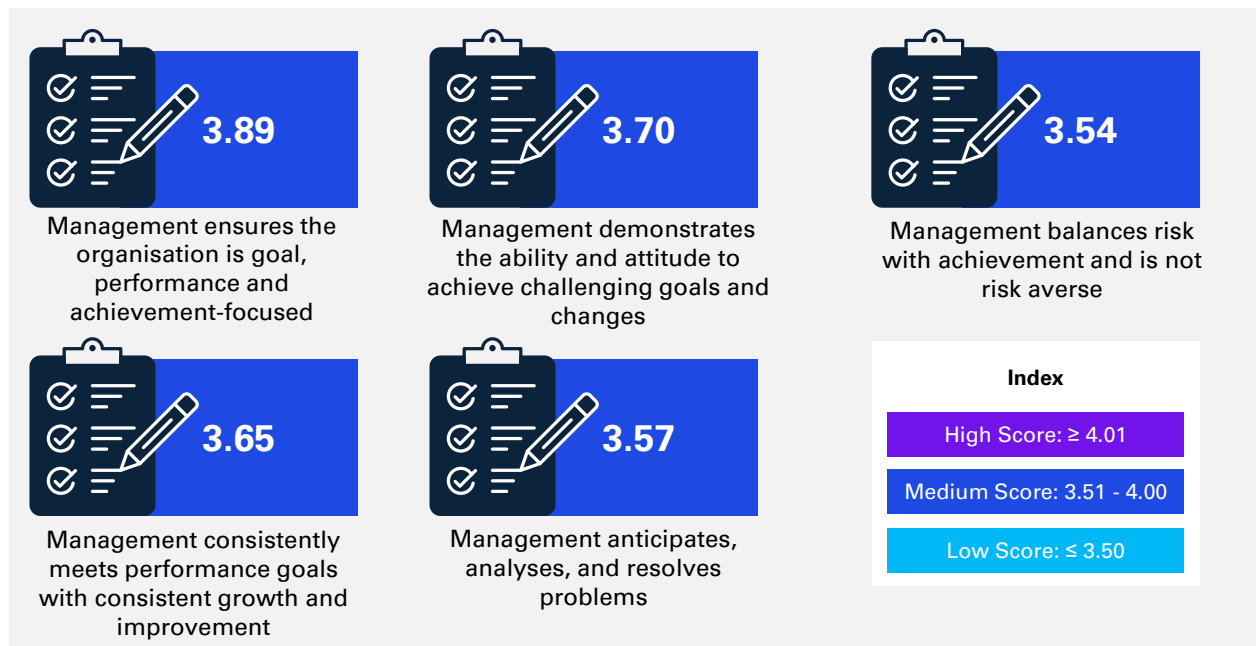 3.89
Management ensures the
organisation is goal,
performance and
achievement-focused
3.70
Management demonstrates
the ability and attitude to
achieve challenging goals and
changes
3.54
Management balances risk
with achievement and is not
risk averse
3.65
Management consistently
meets performance goals
with consistent growth and
improvement
3.57
Management anticipates,
analyses, and resolves
problems
Index
High Score: ≥ 4.01
Medium Score: 3.51 - 4.00
Low Score: ≤ 3.50